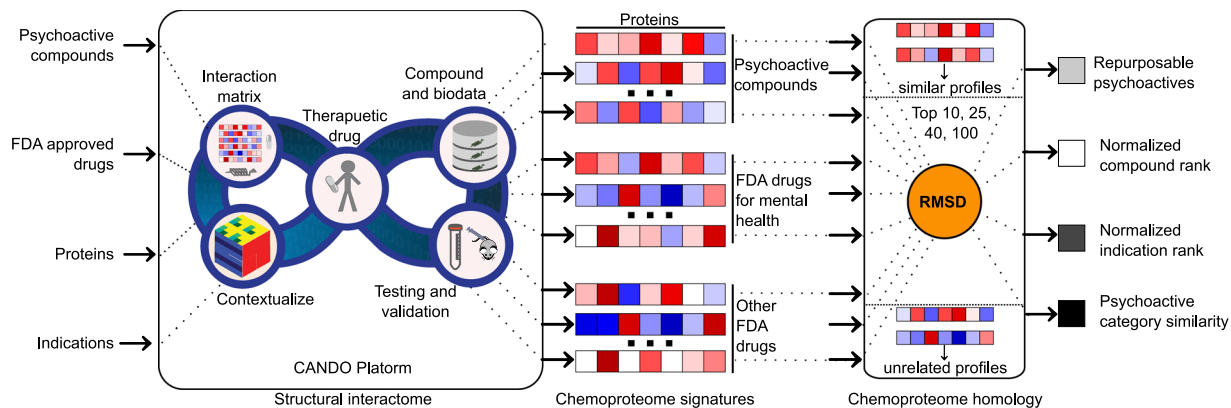 Psychoactive
compounds
FDA approved
drugs
Proteins
Indications
Interaction
matrix
Therapuetic
drug
Compound
and biodata
Contextualize
Testing and
validation
CANDO Platorm
Structural interactome
Proteins
Psychoactive
compounds
FDA drugs
for mental
health
Other
FDA
drugs
Chemoproteome signatures
similar profiles
Top 10, 25,
40, 100
RMSD
unrelated profiles
Chemoproteome homology
Repurposable
psychoactives
Normalized
compound rank
Normalized
indication rank
Psychoactive
category similarity